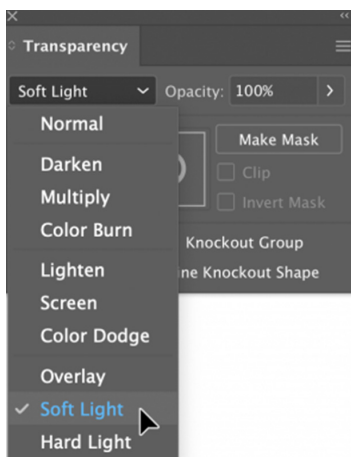 Transparency
Soft Light Opacity: 100%
Normal
Make Mask
Darken
Clip
Multiply
Invert Mask
Color Burn
Knockout Group
Lighten
ine Knockout Shape
Screen
Color Dodge
Overlay
Soft Light
Hard Light